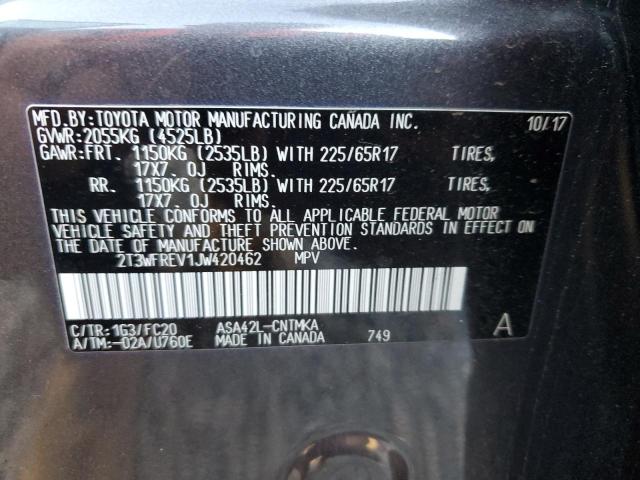 MFD.BY:TOYOTA MOTOR MANUFACTURING CANADA INC. 10/17
GVWR:2055KG (4525LB)
GAWR:FRT. 1150KG (2535LB) WITH 225/65R17 TIRES,
17X7. 0J RIMS.
RR. 1150KG (2535LB) WITH 225/65R17 TIRES,
17X7. 0J RIMS.
THIS VEHICLE CONFORMS TO ALL APPLICABLE FEDERAL MOTOR
VEHICLE SAFETY AND THEFT PREVENTION STANDARDS IN EFFECT ON
THE DATE OF MANUFACTURE SHOWN ABOVE.
2T3WFREV1JW420462 MPV
C/TR:1G3/FC20 ASA42L-CNTMKA A
A/TM:-02A/U760E MADE IN CANADA 749